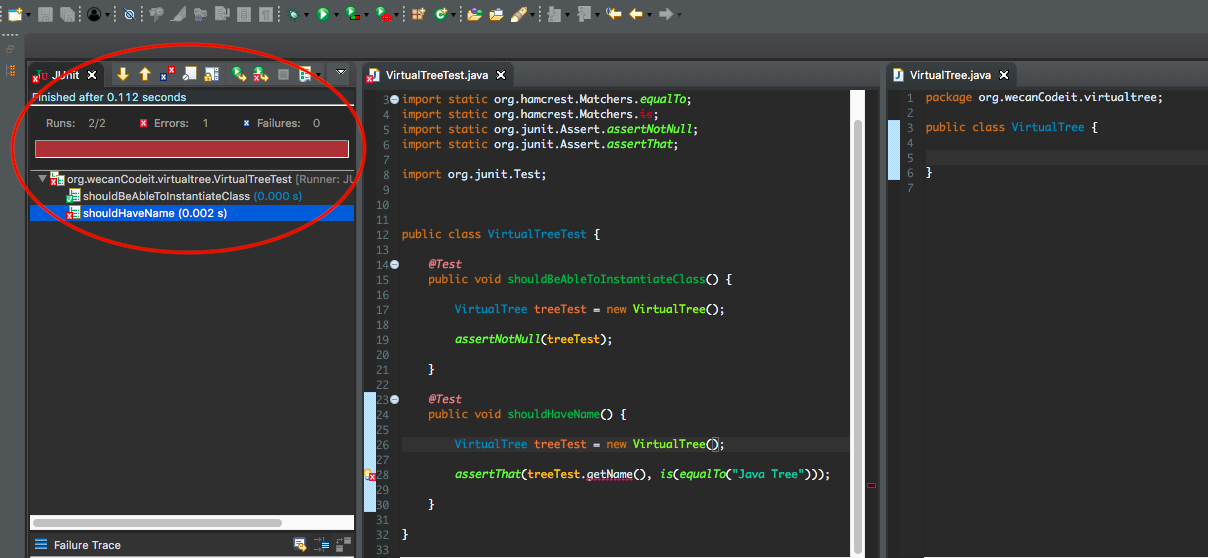 JUnit
Finished after 0.112 seconds
Runs: 2/2 Errors: 1 Failures: 0
org.wecanCodeit.virtualtree.VirtualTreeTest [Runner: JU
shouldBeAbleToInstantiateClass (0.000 s)
shouldHaveName (0.002 s)
Failure Trace
VirtualTreeTest.java
3 import static org.hamcrest.Matchers.equalTo;
4 import static org.hamcrest.Matchers.is;
5 import static org.junit.Assert.assertNotNull;
6 import static org.junit.Assert.assertThat;
7
8 import org.junit.Test;
9
10
11
12 public class VirtualTreeTest {
13
14 @Test
15 public void shouldBeAbleToInstantiateClass() {
16
17 VirtualTree treeTest = new VirtualTree();
18
19 assertNotNull(treeTest);
20
21 }
22
23 @Test
24 public void shouldHaveName() {
25
26 VirtualTree treeTest = new VirtualTree();
27
28 assertThat(treeTest.getName(), is(equalTo("Java Tree")));
29
30 }
31
32 }
33
VirtualTree.java
1 package org.wecanCodeit.virtualtree;
2
3 public class VirtualTree {
4
5
6 }
7